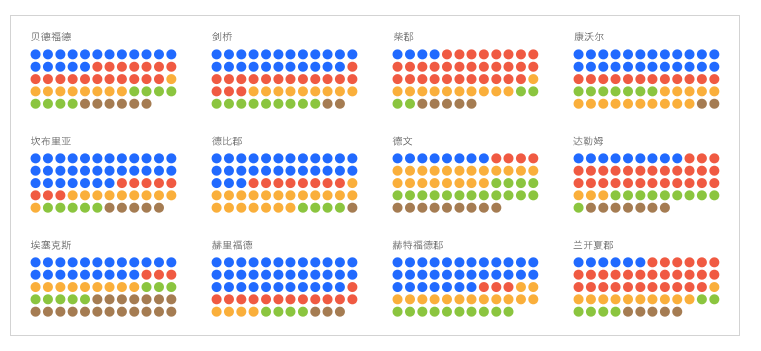 贝德福德
剑桥
柴郡
康沃尔
坎布里亚
德比郡
德文
达勒姆
埃塞克斯
赫里福德
赫特福德郡
兰开夏郡